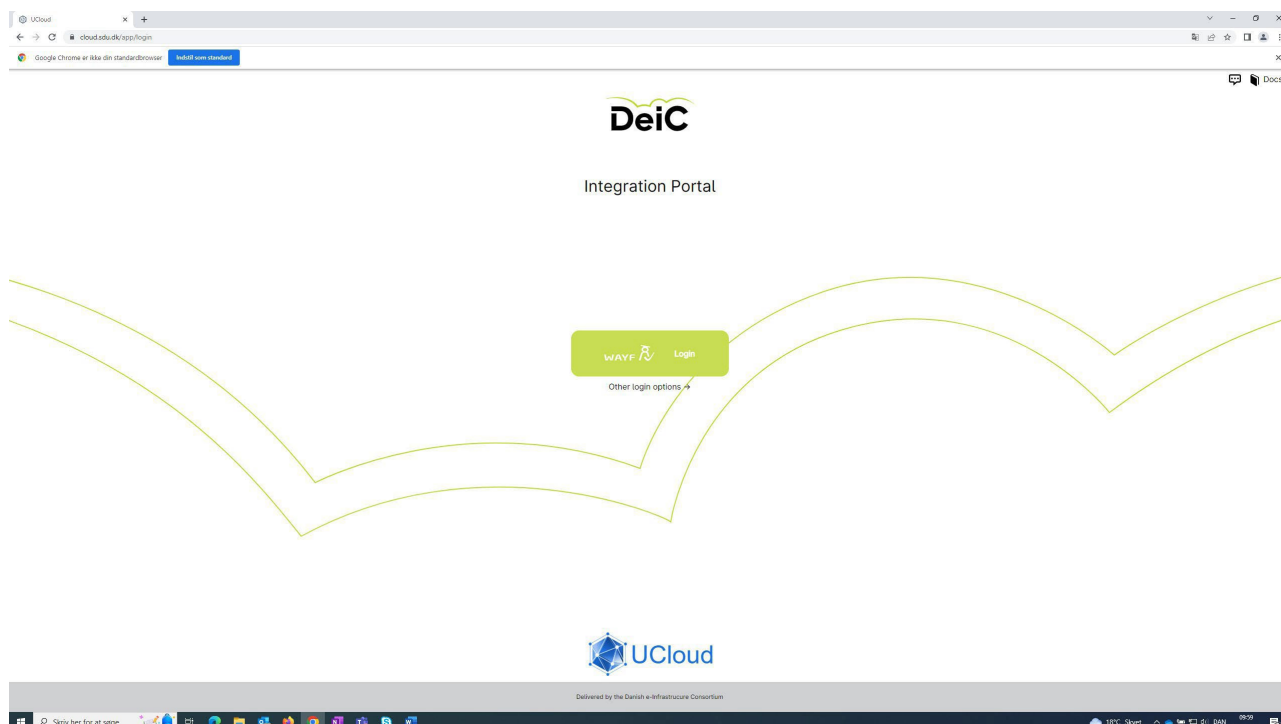 UCloud
cloud.sdu.dk/app/login
Google Chrome er ikke din standardbrowser Indstil som standard
Docs
DeiC
Integration Portal
WAYF Login
Other login options →
UCloud
Delivered by the Danish e-Infrastrucure Consortium
Skriv her for at søge
18°C Skyet
DAN
09:59